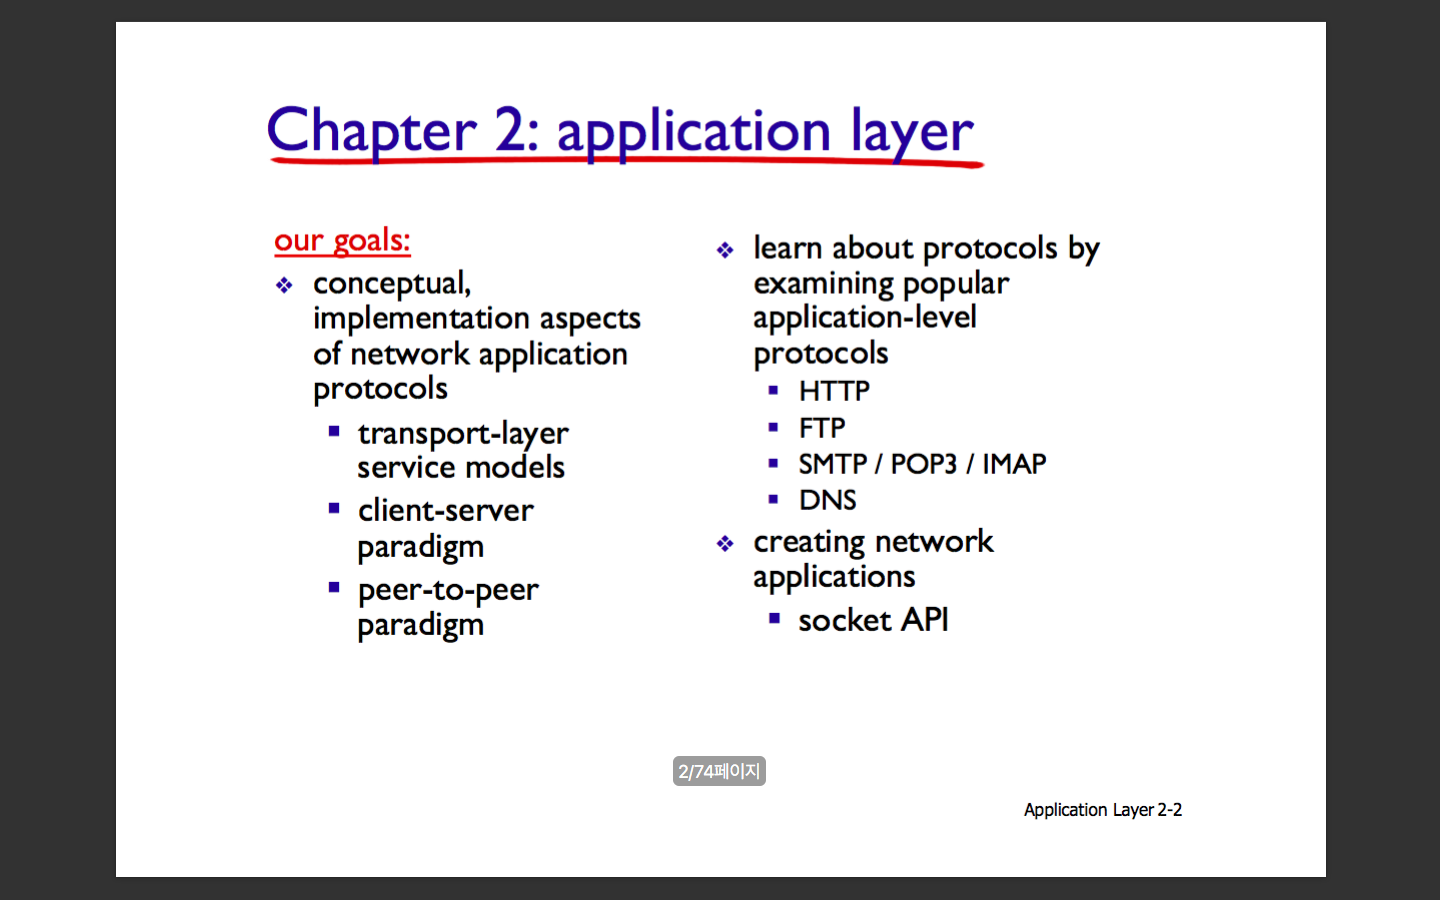 Chapter 2: application layer
our goals:
conceptual,
implementation aspects
of network application
protocols
transport-layer
service models
client-server
paradigm
peer-to-peer
paradigm
learn about protocols by
examining popular
application-level
protocols
HTTP
FTP
SMTP / POP3 / IMAP
DNS
creating network
applications
socket API
2/74페이지
Application Layer 2-2